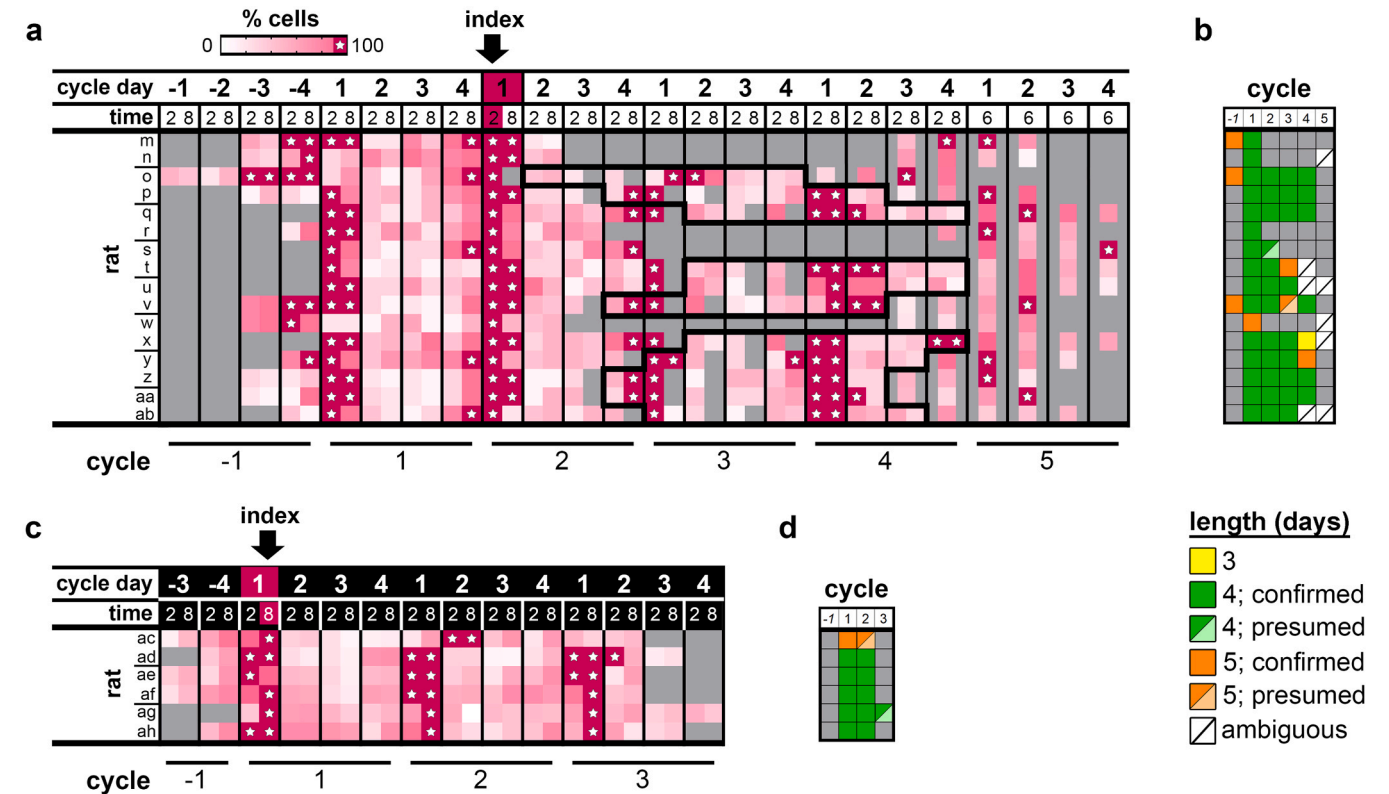 a
% cells
0 100
index
cycle day -1 -2 -3 -4 1 2 3 4 1 2 3 4 1 2 3 4 1 2 3 4 1 2 3 4
time 2 8 2 8 2 8 2 8 2 8 2 8 2 8 2 8 2 8 2 8 2 8 2 8 2 8 2 8 2 8 2 8 2 8 2 8 2 8 2 8 6 6 6 6
rat
m
n
o
p
q
r
s
t
u
v
w
x
y
z
aa
ab
cycle -1 1 2 3 4 5
b
cycle
-1 1 2 3 4 5
c
index
cycle day -3 -4 1 2 3 4 1 2 3 4 1 2 3 4
time 2 8 2 8 2 8 2 8 2 8 2 8 2 8 2 8 2 8 2 8 2 8 2 8 2 8 2 8
rat
ac
ad
ae
af
ag
ah
cycle -1 1 2 3
d
cycle
-1 1 2 3
length (days)
3
4; confirmed
4; presumed
5; confirmed
5; presumed
ambiguous